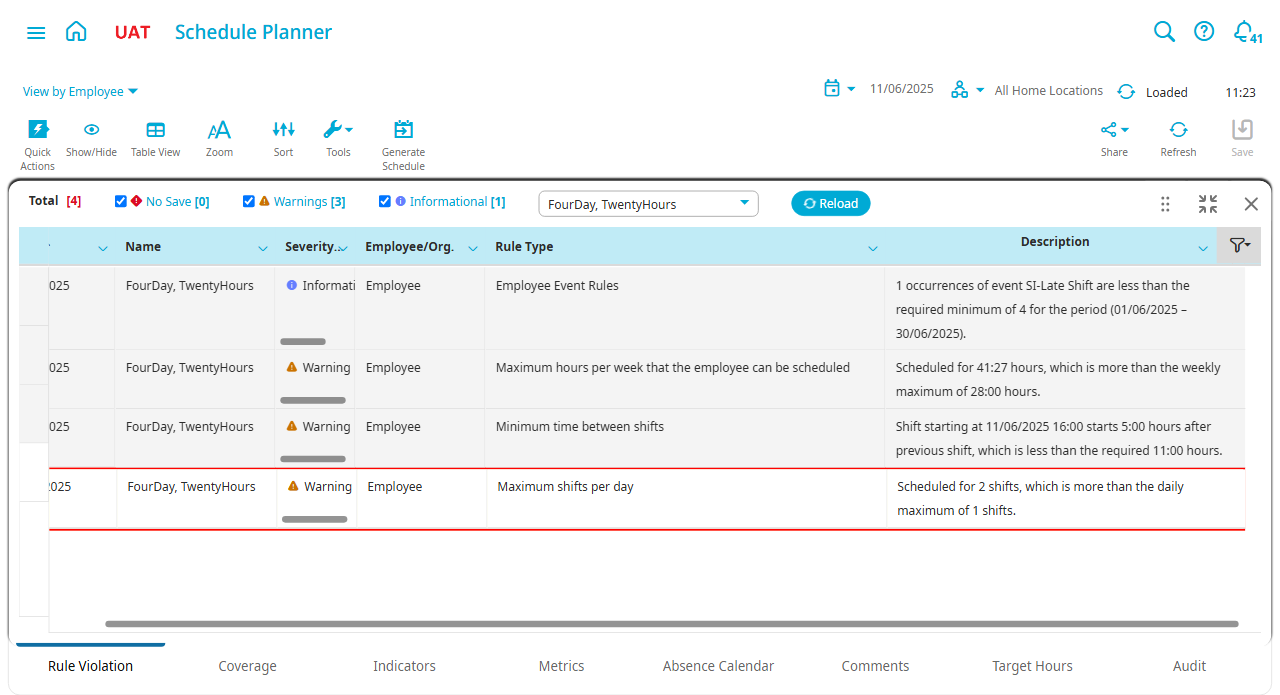 UAT Schedule Planner 41
View by Employee 11/06/2025 All Home Locations Loaded 11:23
Quick Actions Show/Hide Table View Zoom Sort Tools Generate Schedule Share Refresh Save
Total [4] No Save [0] Warnings [3] Informational [1] FourDay, TwentyHours Reload
Name Severity... Employee/Org. Rule Type Description
025 FourDay, TwentyHours Informati Employee Employee Event Rules 1 occurrences of event SI-Late Shift are less than the
required minimum of 4 for the period (01/06/2025 –
30/06/2025).
025 FourDay, TwentyHours Warning Employee Maximum hours per week that the employee can be scheduled Scheduled for 41:27 hours, which is more than the weekly
maximum of 28:00 hours.
025 FourDay, TwentyHours Warning Employee Minimum time between shifts Shift starting at 11/06/2025 16:00 starts 5:00 hours after
previous shift, which is less than the required 11:00 hours.
2025 FourDay, TwentyHours Warning Employee Maximum shifts per day Scheduled for 2 shifts, which is more than the daily
maximum of 1 shifts.
Rule Violation Coverage Indicators Metrics Absence Calendar Comments Target Hours Audit